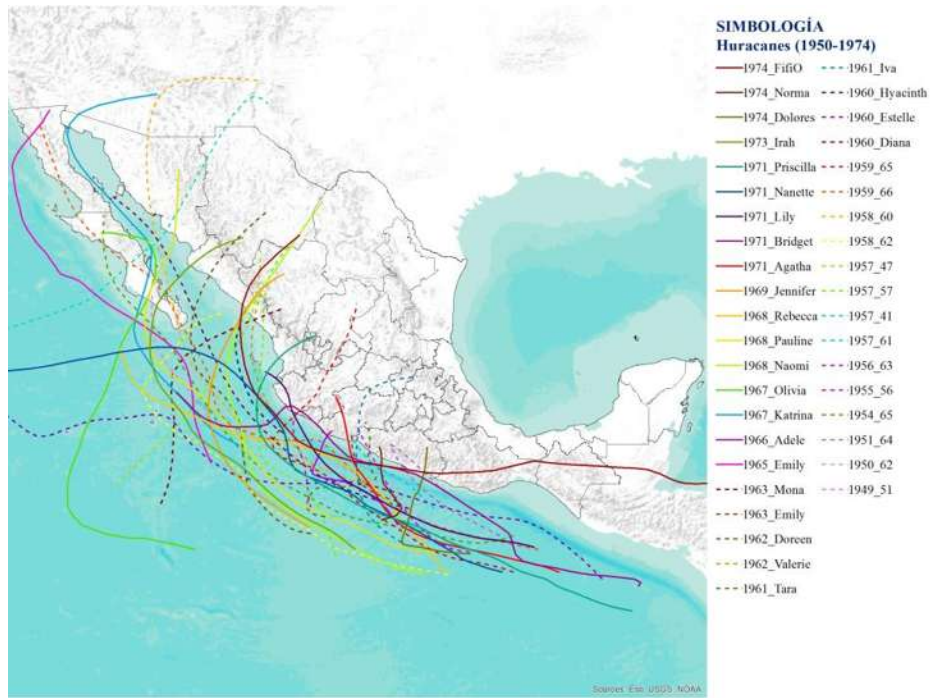 SIMBOLOGÍA
Huracanes (1950-1974)
1974_FifiO
1974_Norma
1974_Dolores
1973_Irah
1971_Priscilla
1971_Nanette
1971_Lily
1971_Bridget
1971_Agatha
1969_Jennifer
1968_Rebecca
1968_Pauline
1968_Naomi
1967_Olivia
1967_Katrina
1966_Adele
1965_Emily
1963_Mona
1963_Emily
1962_Doreen
1962_Valerie
1961_Tara
1961_Iva
1960_Hyacinth
1960_Estelle
1960_Diana
1959_65
1959_66
1958_60
1958_62
1957_47
1957_57
1957_41
1957_61
1956_63
1955_56
1954_65
1951_64
1950_62
1949_51
Sources: Esri, USGS, NOAA